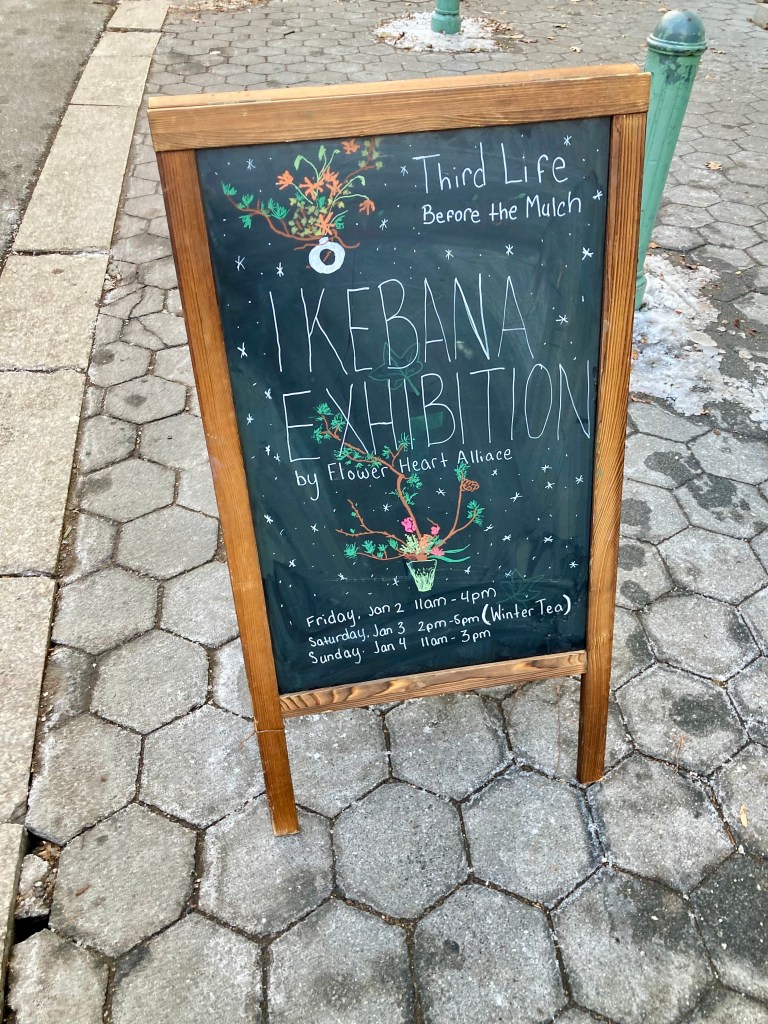 Third Life
Before the Mulch
IKEBANA
EXHIBITION
by Flower Heart Alliace
Friday, Jan 2 11am - 4pm
Saturday, Jan 3 2pm-5pm (Winter Tea)
Sunday, Jan 4 11am - 3pm